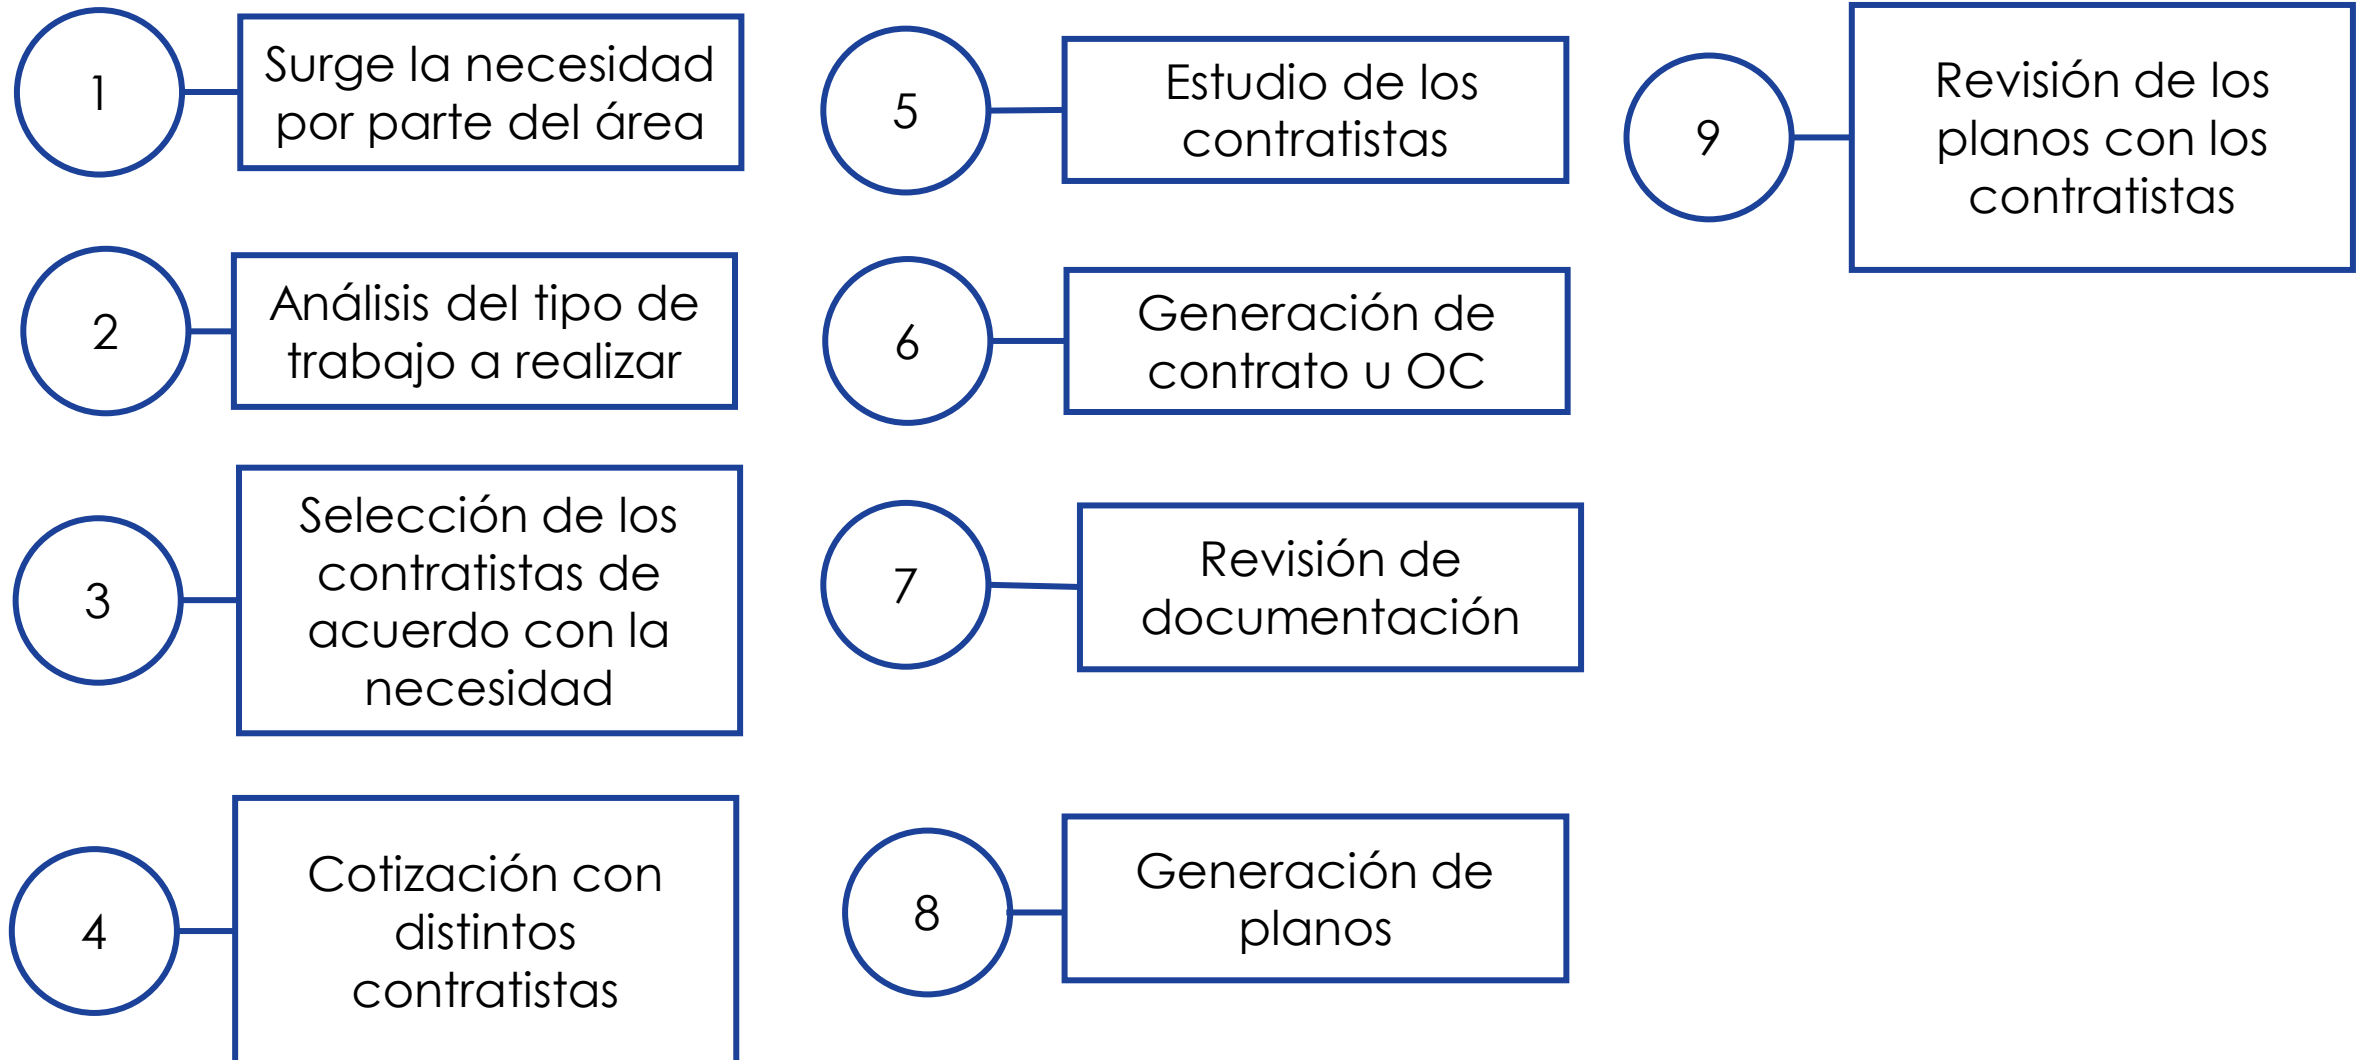 1
Surge la necesidad
por parte del área
2
Análisis del tipo de
trabajo a realizar
3
Selección de los
contratistas de
acuerdo con la
necesidad
4
Cotización con
distintos
contratistas
5
Estudio de los
contratistas
6
Generación de
contrato u OC
7
Revisión de
documentación
8
Generación de
planos
9
Revisión de los
planos con los
contratistas